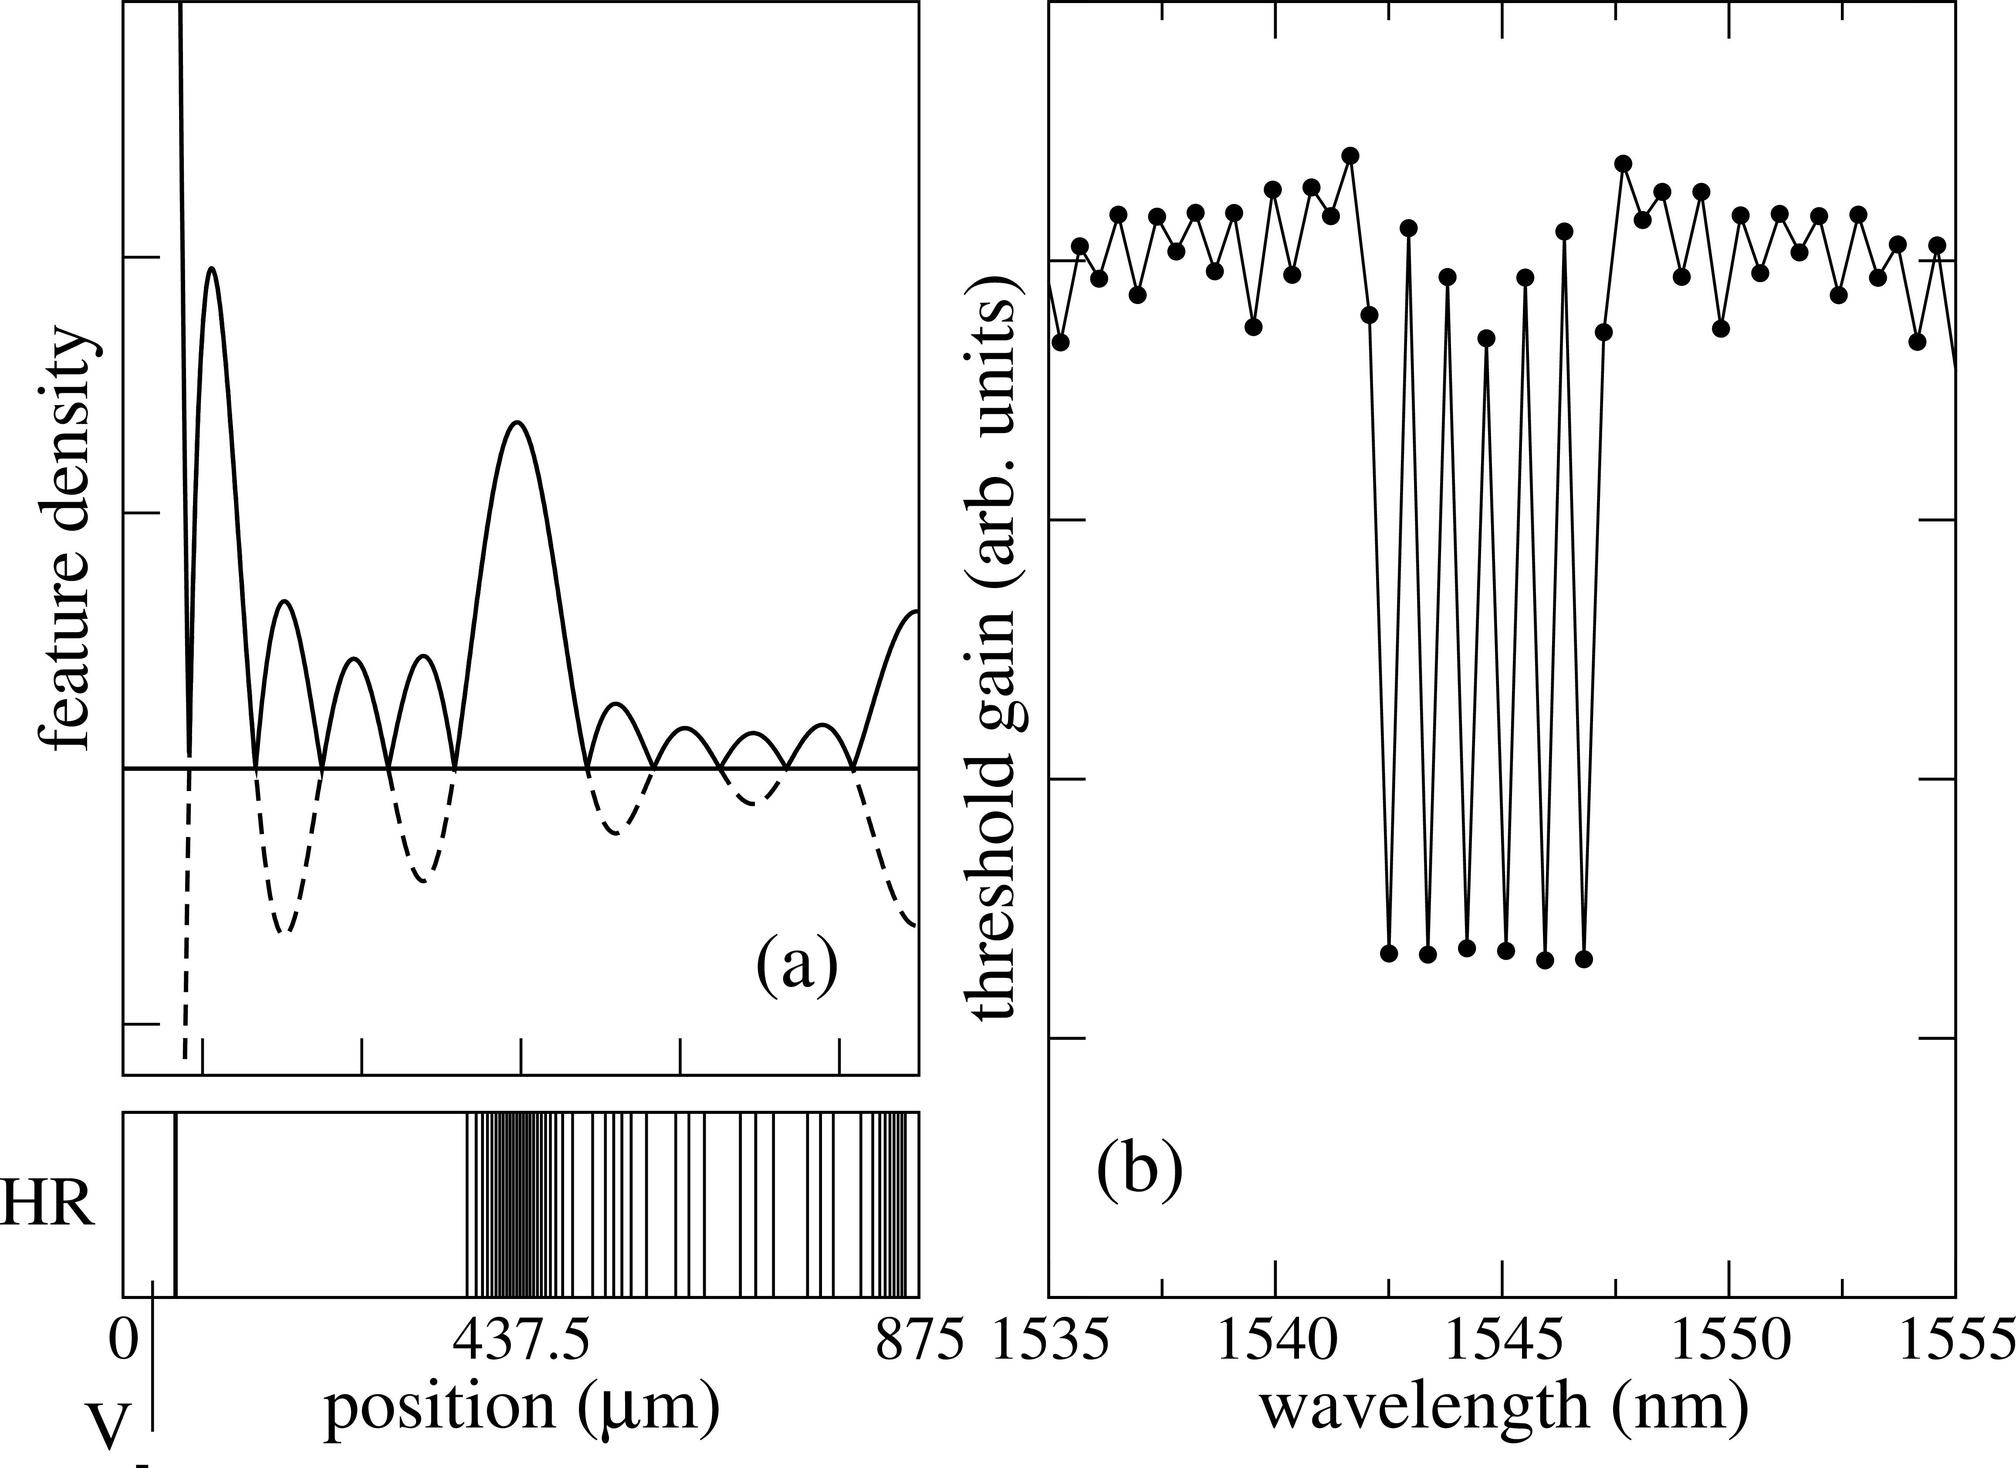 feature density
(a)
HR
0 437.5 875
position (μm)
V
threshold gain (arb. units)
(b)
1535 1540 1545 1550 1555
wavelength (nm)